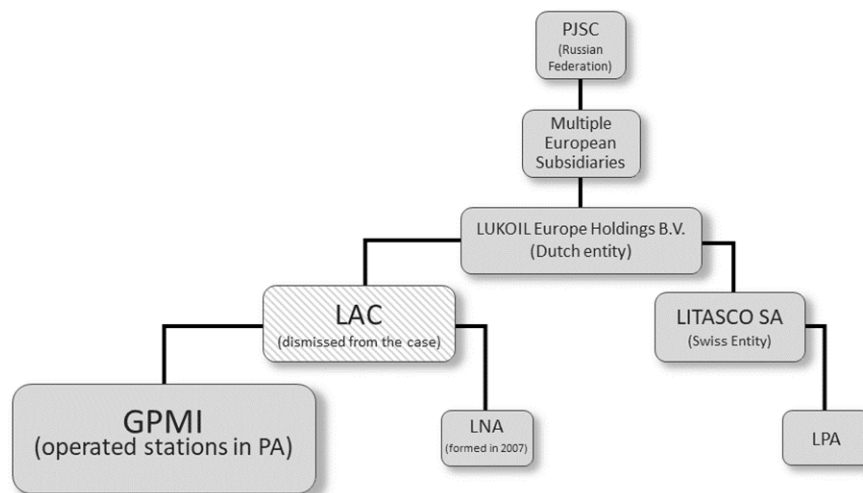 PJSC
(Russian
Federation)
Multiple
European
Subsidiaries
LUKOIL Europe Holdings B.V.
(Dutch entity)
LAC
(dismissed from the case)
LITASCO SA
(Swiss Entity)
GPMI
(operated stations in PA)
LNA
(formed in 2007)
LPA